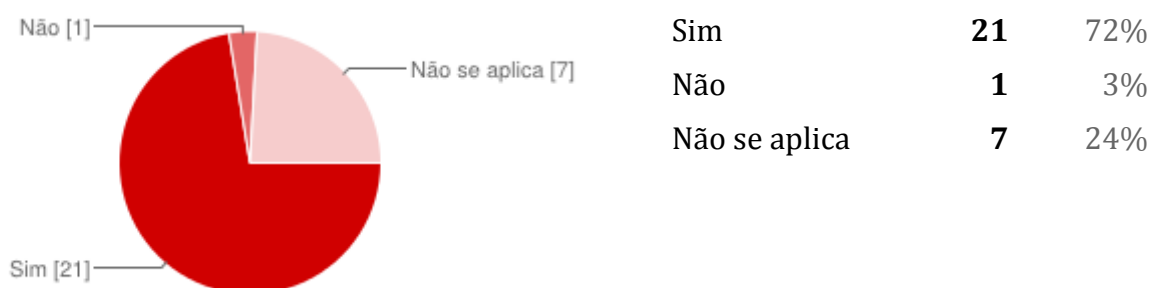 Não [1]
Não se aplica [7]
Sim [21]
Sim 21 72%
Não 1 3%
Não se aplica 7 24%